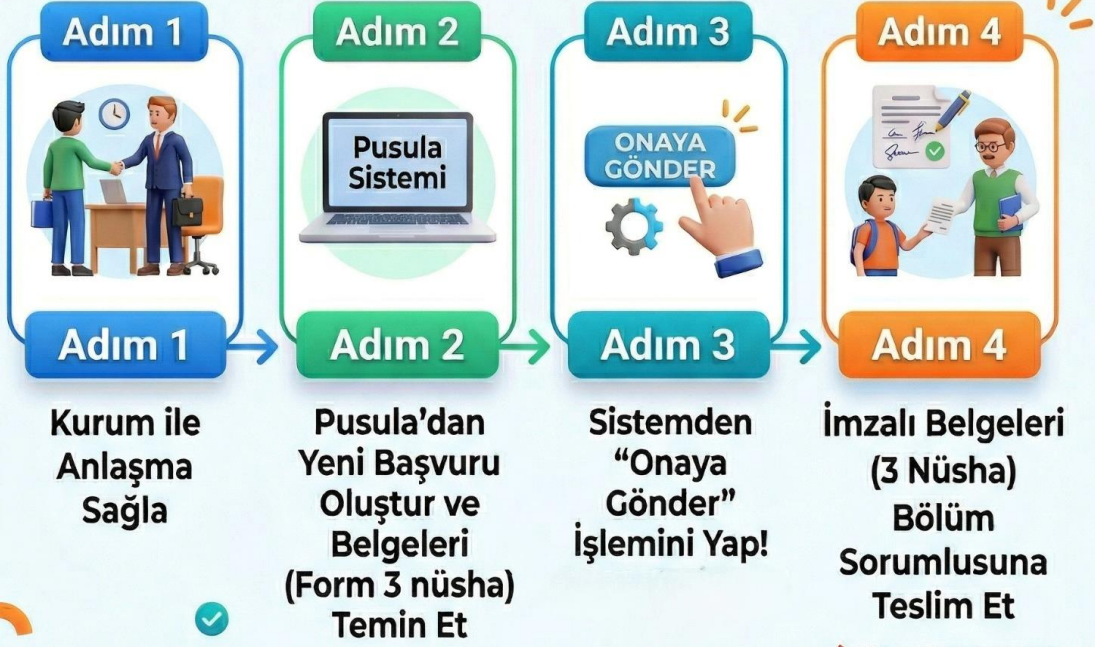 Adım 1
Adım 2
Adım 3
Adım 4
Pusula
Sistemi
ONAYA
GÖNDER
Adım 1
Adım 2
Adım 3
Adım 4
Kurum ile
Anlaşma
Sağla
Pusula’dan
Yeni Başvuru
Oluştur ve
Belgeleri
(Form 3 nüsha)
Temin Et
Sistemden
“Onaya
Gönder”
İşlemini Yap!
İmzalı Belgeleri
(3 Nüsha)
Bölüm
Sorumlusuna
Teslim Et